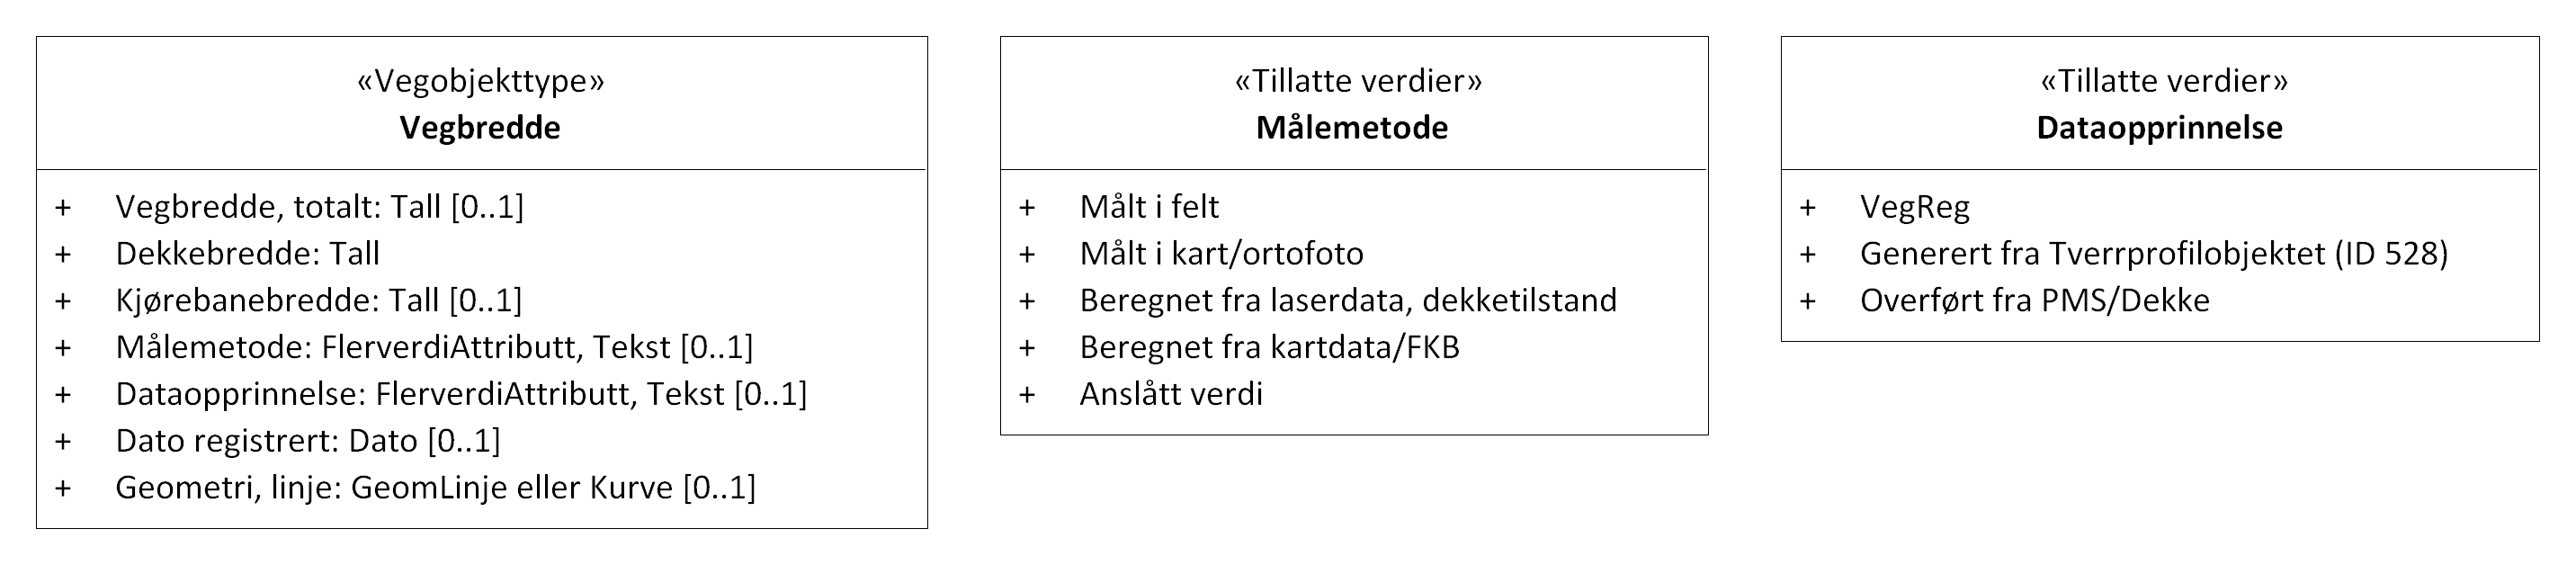 «Vegobjekttype»
Vegbredde
+ Vegbredde, totalt: Tall [0..1]
+ Dekkebredde: Tall
+ Kjørebanebredde: Tall [0..1]
+ Målemetode: FlerverdiAttributt, Tekst [0..1]
+ Dataopprinnelse: FlerverdiAttributt, Tekst [0..1]
+ Dato registrert: Dato [0..1]
+ Geometri, linje: GeomLinje eller Kurve [0..1]
«Tillatte verdier»
Målemetode
+ Målt i felt
+ Målt i kart/ortofoto
+ Beregnet fra laserdata, dekketilstand
+ Beregnet fra kartdata/FKB
+ Anslått verdi
«Tillatte verdier»
Dataopprinnelse
+ VegReg
+ Generert fra Tverrprofilobjektet (ID 528)
+ Overført fra PMS/Dekke